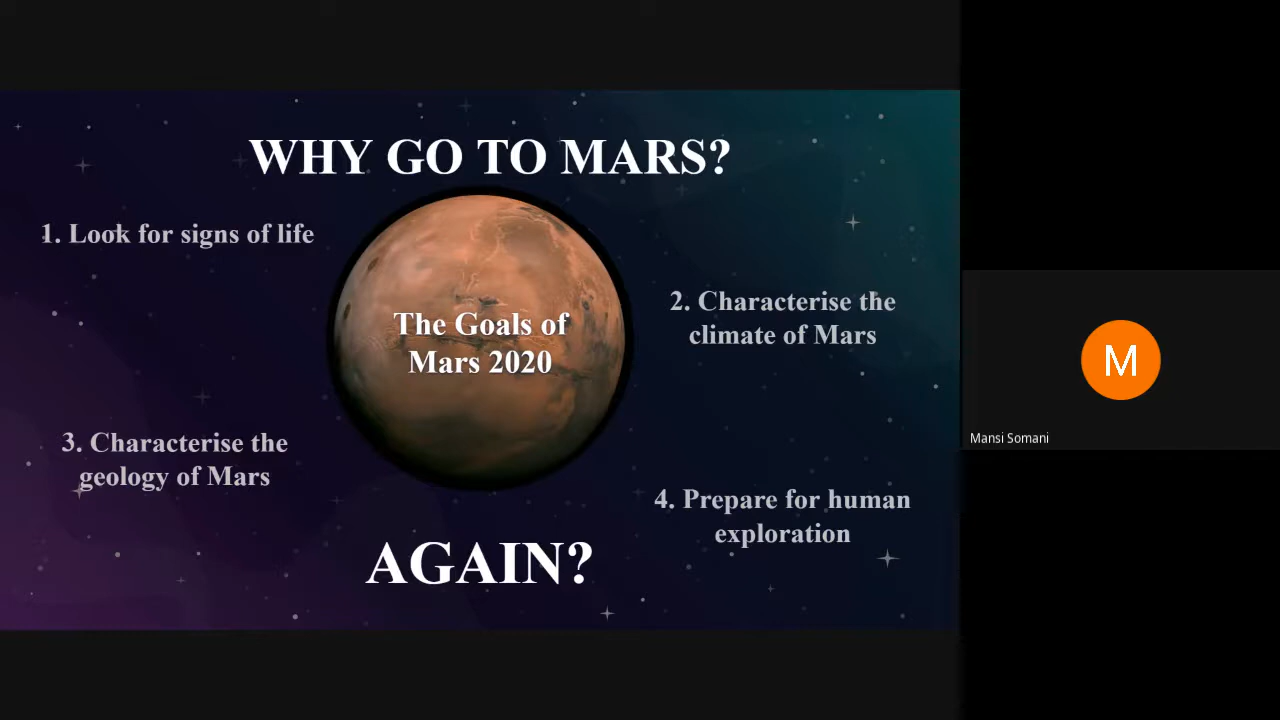 WHY GO TO MARS?
1. Look for signs of life
The Goals of
Mars 2020
2. Characterise the
climate of Mars
3. Characterise the
geology of Mars
4. Prepare for human
exploration
AGAIN?
M
Mansi Somani